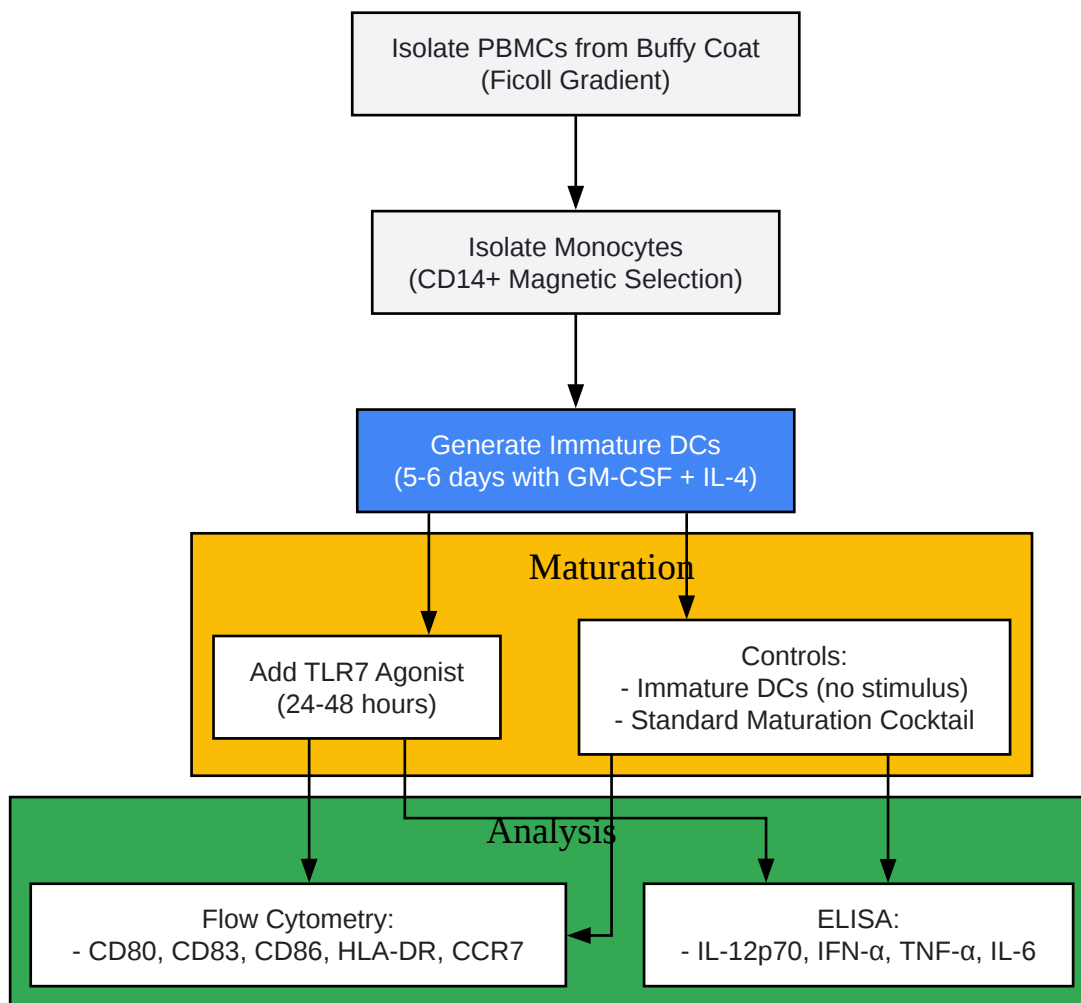 Isolate PBMCs from Buffy Coat
(Ficoll Gradient)
Isolate Monocytes
(CD14+ Magnetic Selection)
Generate Immature DCs
(5-6 days with GM-CSF + IL-4)
Maturation
Add TLR7 Agonist
(24-48 hours)
Controls:
- Immature DCs (no stimulus)
- Standard Maturation Cocktail
Analysis
Flow Cytometry:
- CD80, CD83, CD86, HLA-DR, CCR7
ELISA:
- IL-12p70, IFN-α, TNF-α, IL-6